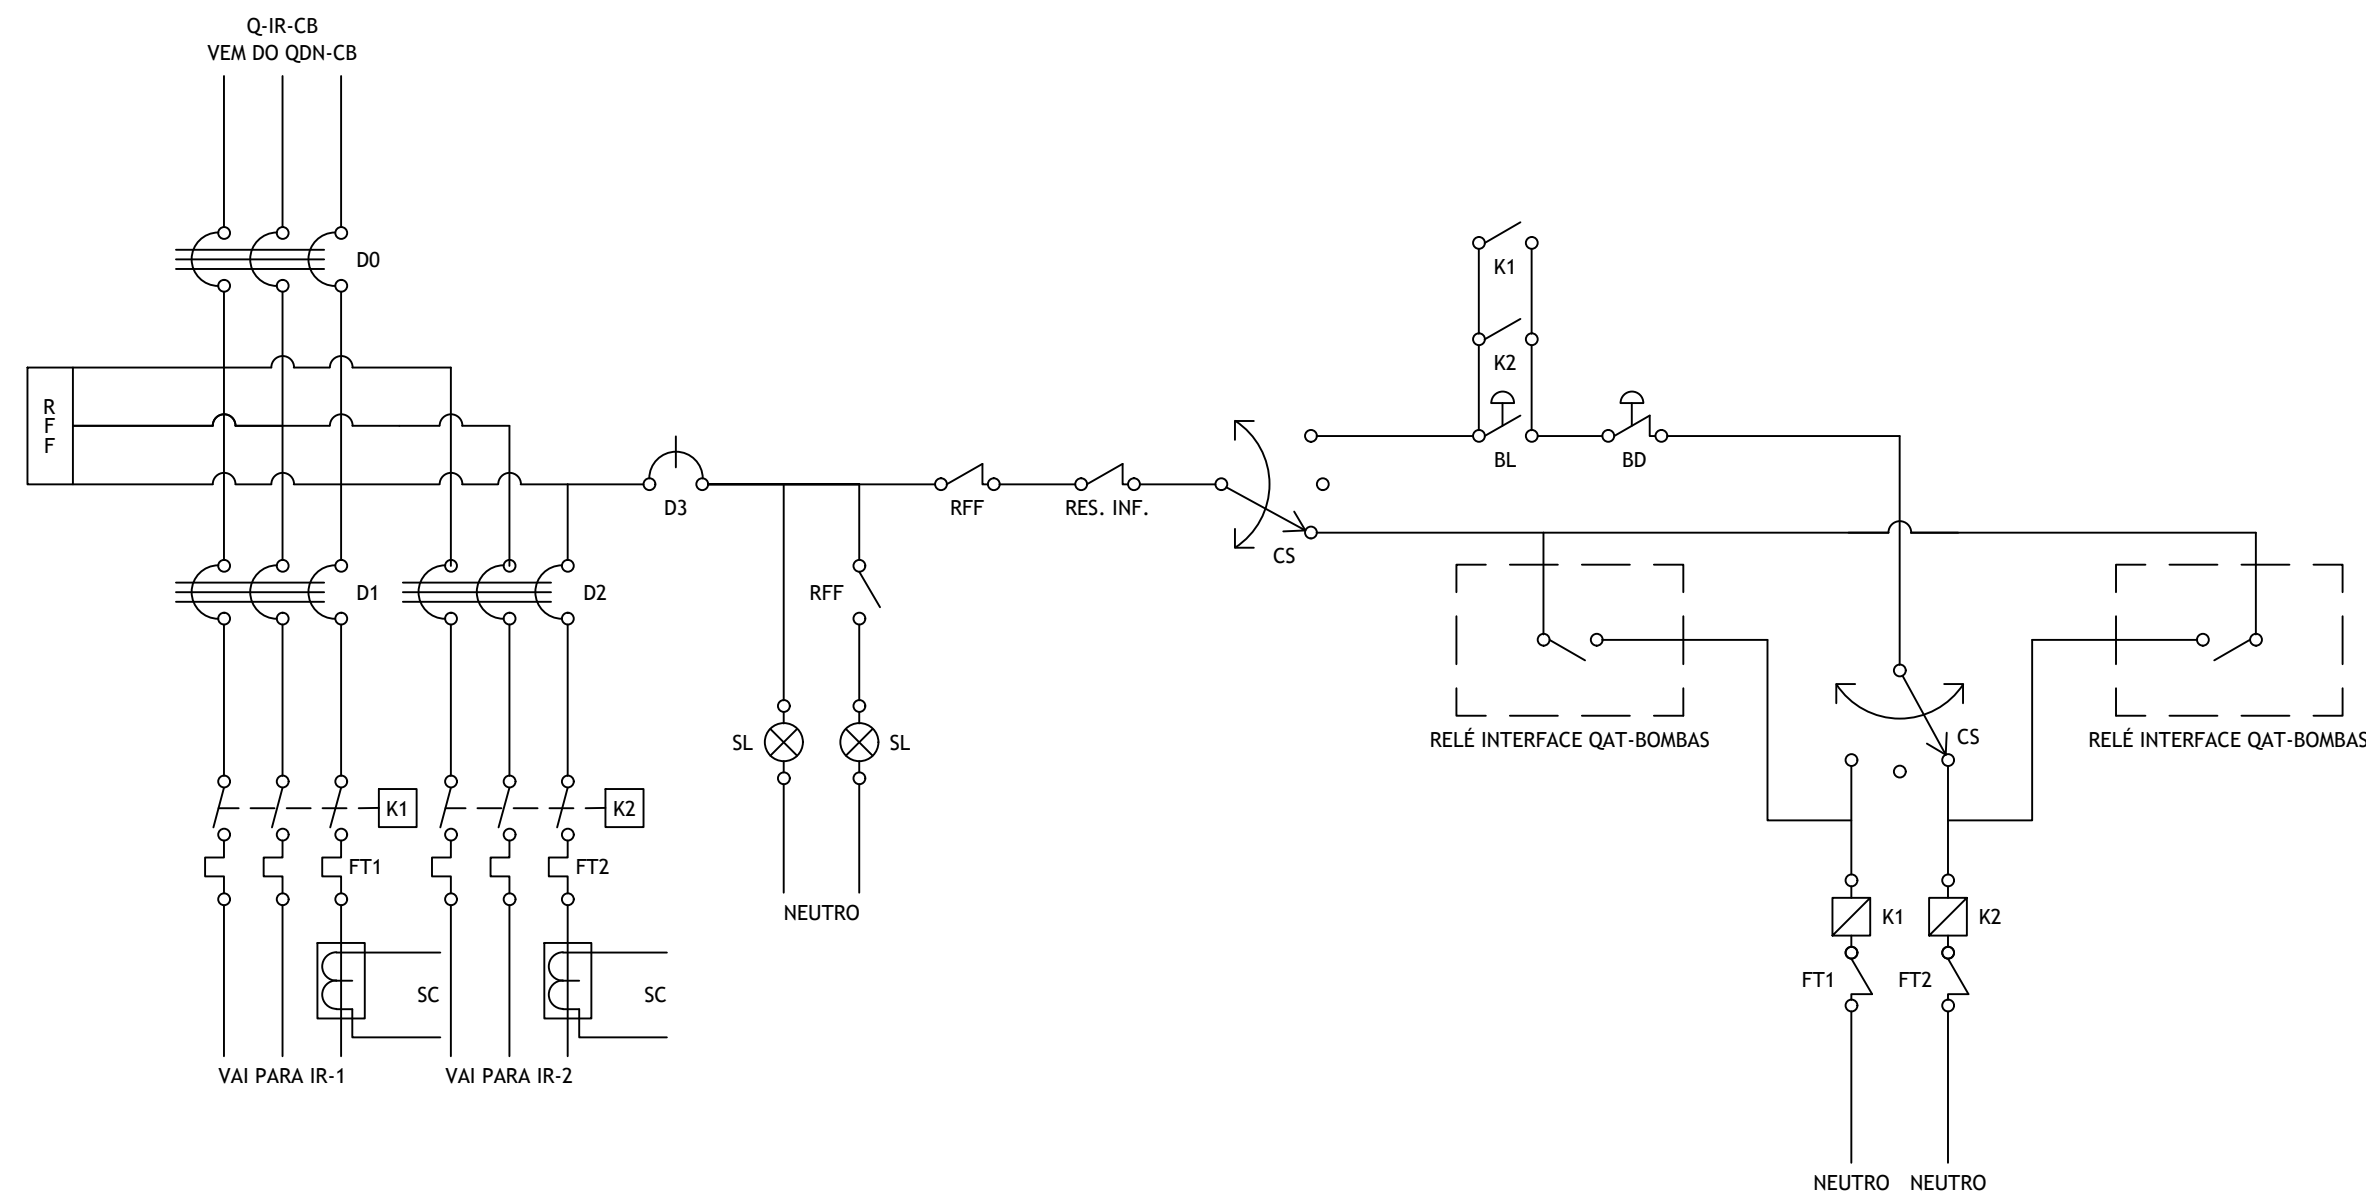 Q-IR-CB
VEM DO QDN-CB
D0
K1
K2
RFF
BL
BD
D3
RFF
RES. INF.
CS
D1
D2
RFF
SL
SL
RELÉ INTERFACE QAT-BOMBAS
CS
RELÉ INTERFACE QAT-BOMBAS
K1
K2
FT1
FT2
NEUTRO
K1
K2
FT1
FT2
SC
SC
VAI PARA IR-1
VAI PARA IR-2
NEUTRO
NEUTRO